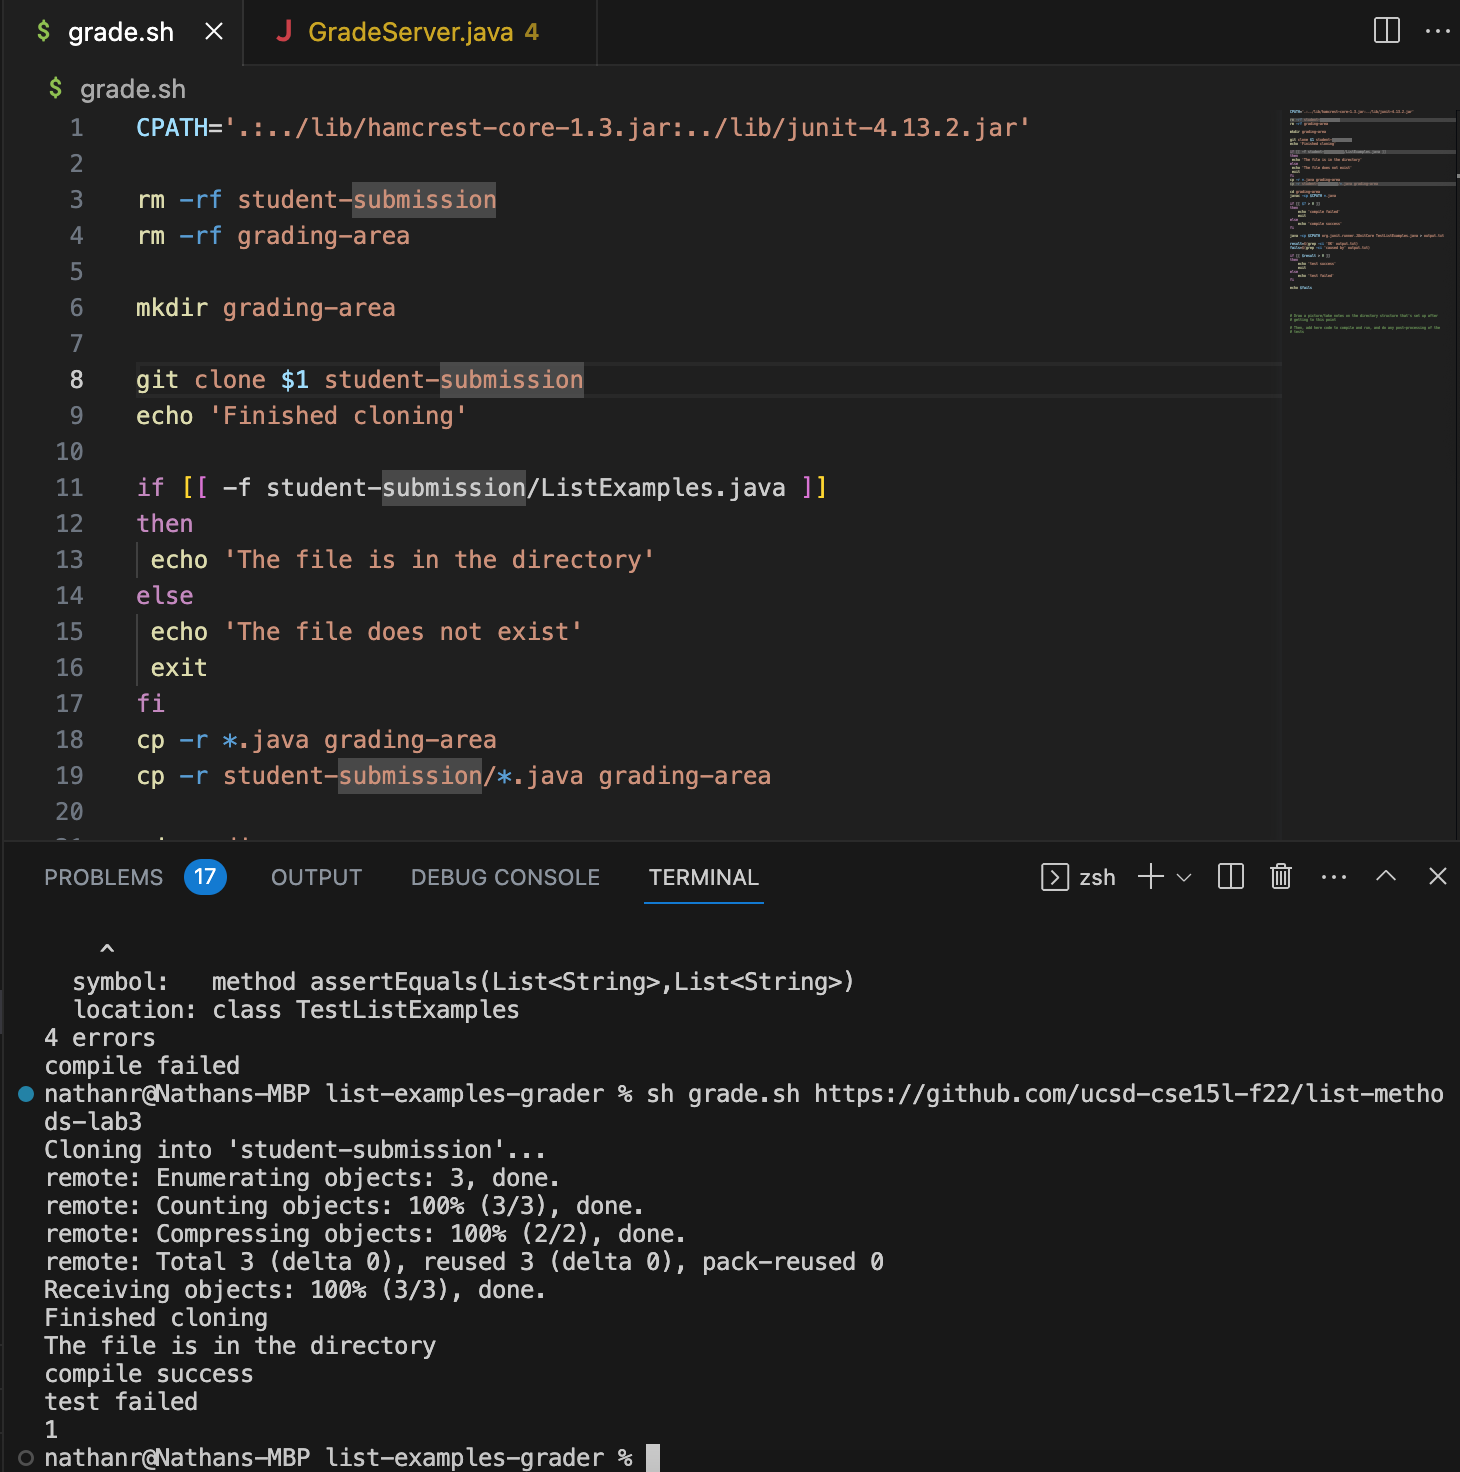 $ grade.sh
J GradeServer.java 4
$ grade.sh
1 CPATH='.:../lib/hamcrest-core-1.3.jar:../lib/junit-4.13.2.jar'
2
3 rm -rf student-submission
4 rm -rf grading-area
5
6 mkdir grading-area
7
8 git clone $1 student-submission
9 echo 'Finished cloning'
10
11 if [[ -f student-submission/ListExamples.java ]]
12 then
13 echo 'The file is in the directory'
14 else
15 echo 'The file does not exist'
16 exit
17 fi
18 cp -r *.java grading-area
19 cp -r student-submission/*.java grading-area
20
PROBLEMS 17 OUTPUT DEBUG CONSOLE TERMINAL zsh
^
symbol:   method assertEquals(List<String>,List<String>)
location: class TestListExamples
4 errors
compile failed
nathanr@Nathans-MBP list-examples-grader % sh grade.sh https://github.com/ucsd-cse15l-f22/list-metho
ds-lab3
Cloning into 'student-submission'...
remote: Enumerating objects: 3, done.
remote: Counting objects: 100% (3/3), done.
remote: Compressing objects: 100% (2/2), done.
remote: Total 3 (delta 0), reused 3 (delta 0), pack-reused 0
Receiving objects: 100% (3/3), done.
Finished cloning
The file is in the directory
compile success
test failed
1
nathanr@Nathans-MBP list-examples-grader %